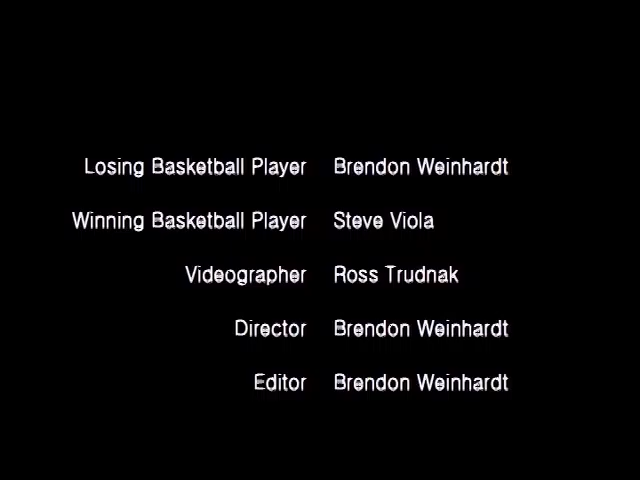 Losing Basketball Player Brendon Weinhardt
Winning Basketball Player Steve Viola
Videographer Ross Trudnak
Director Brendon Weinhardt
Editor Brendon Weinhardt